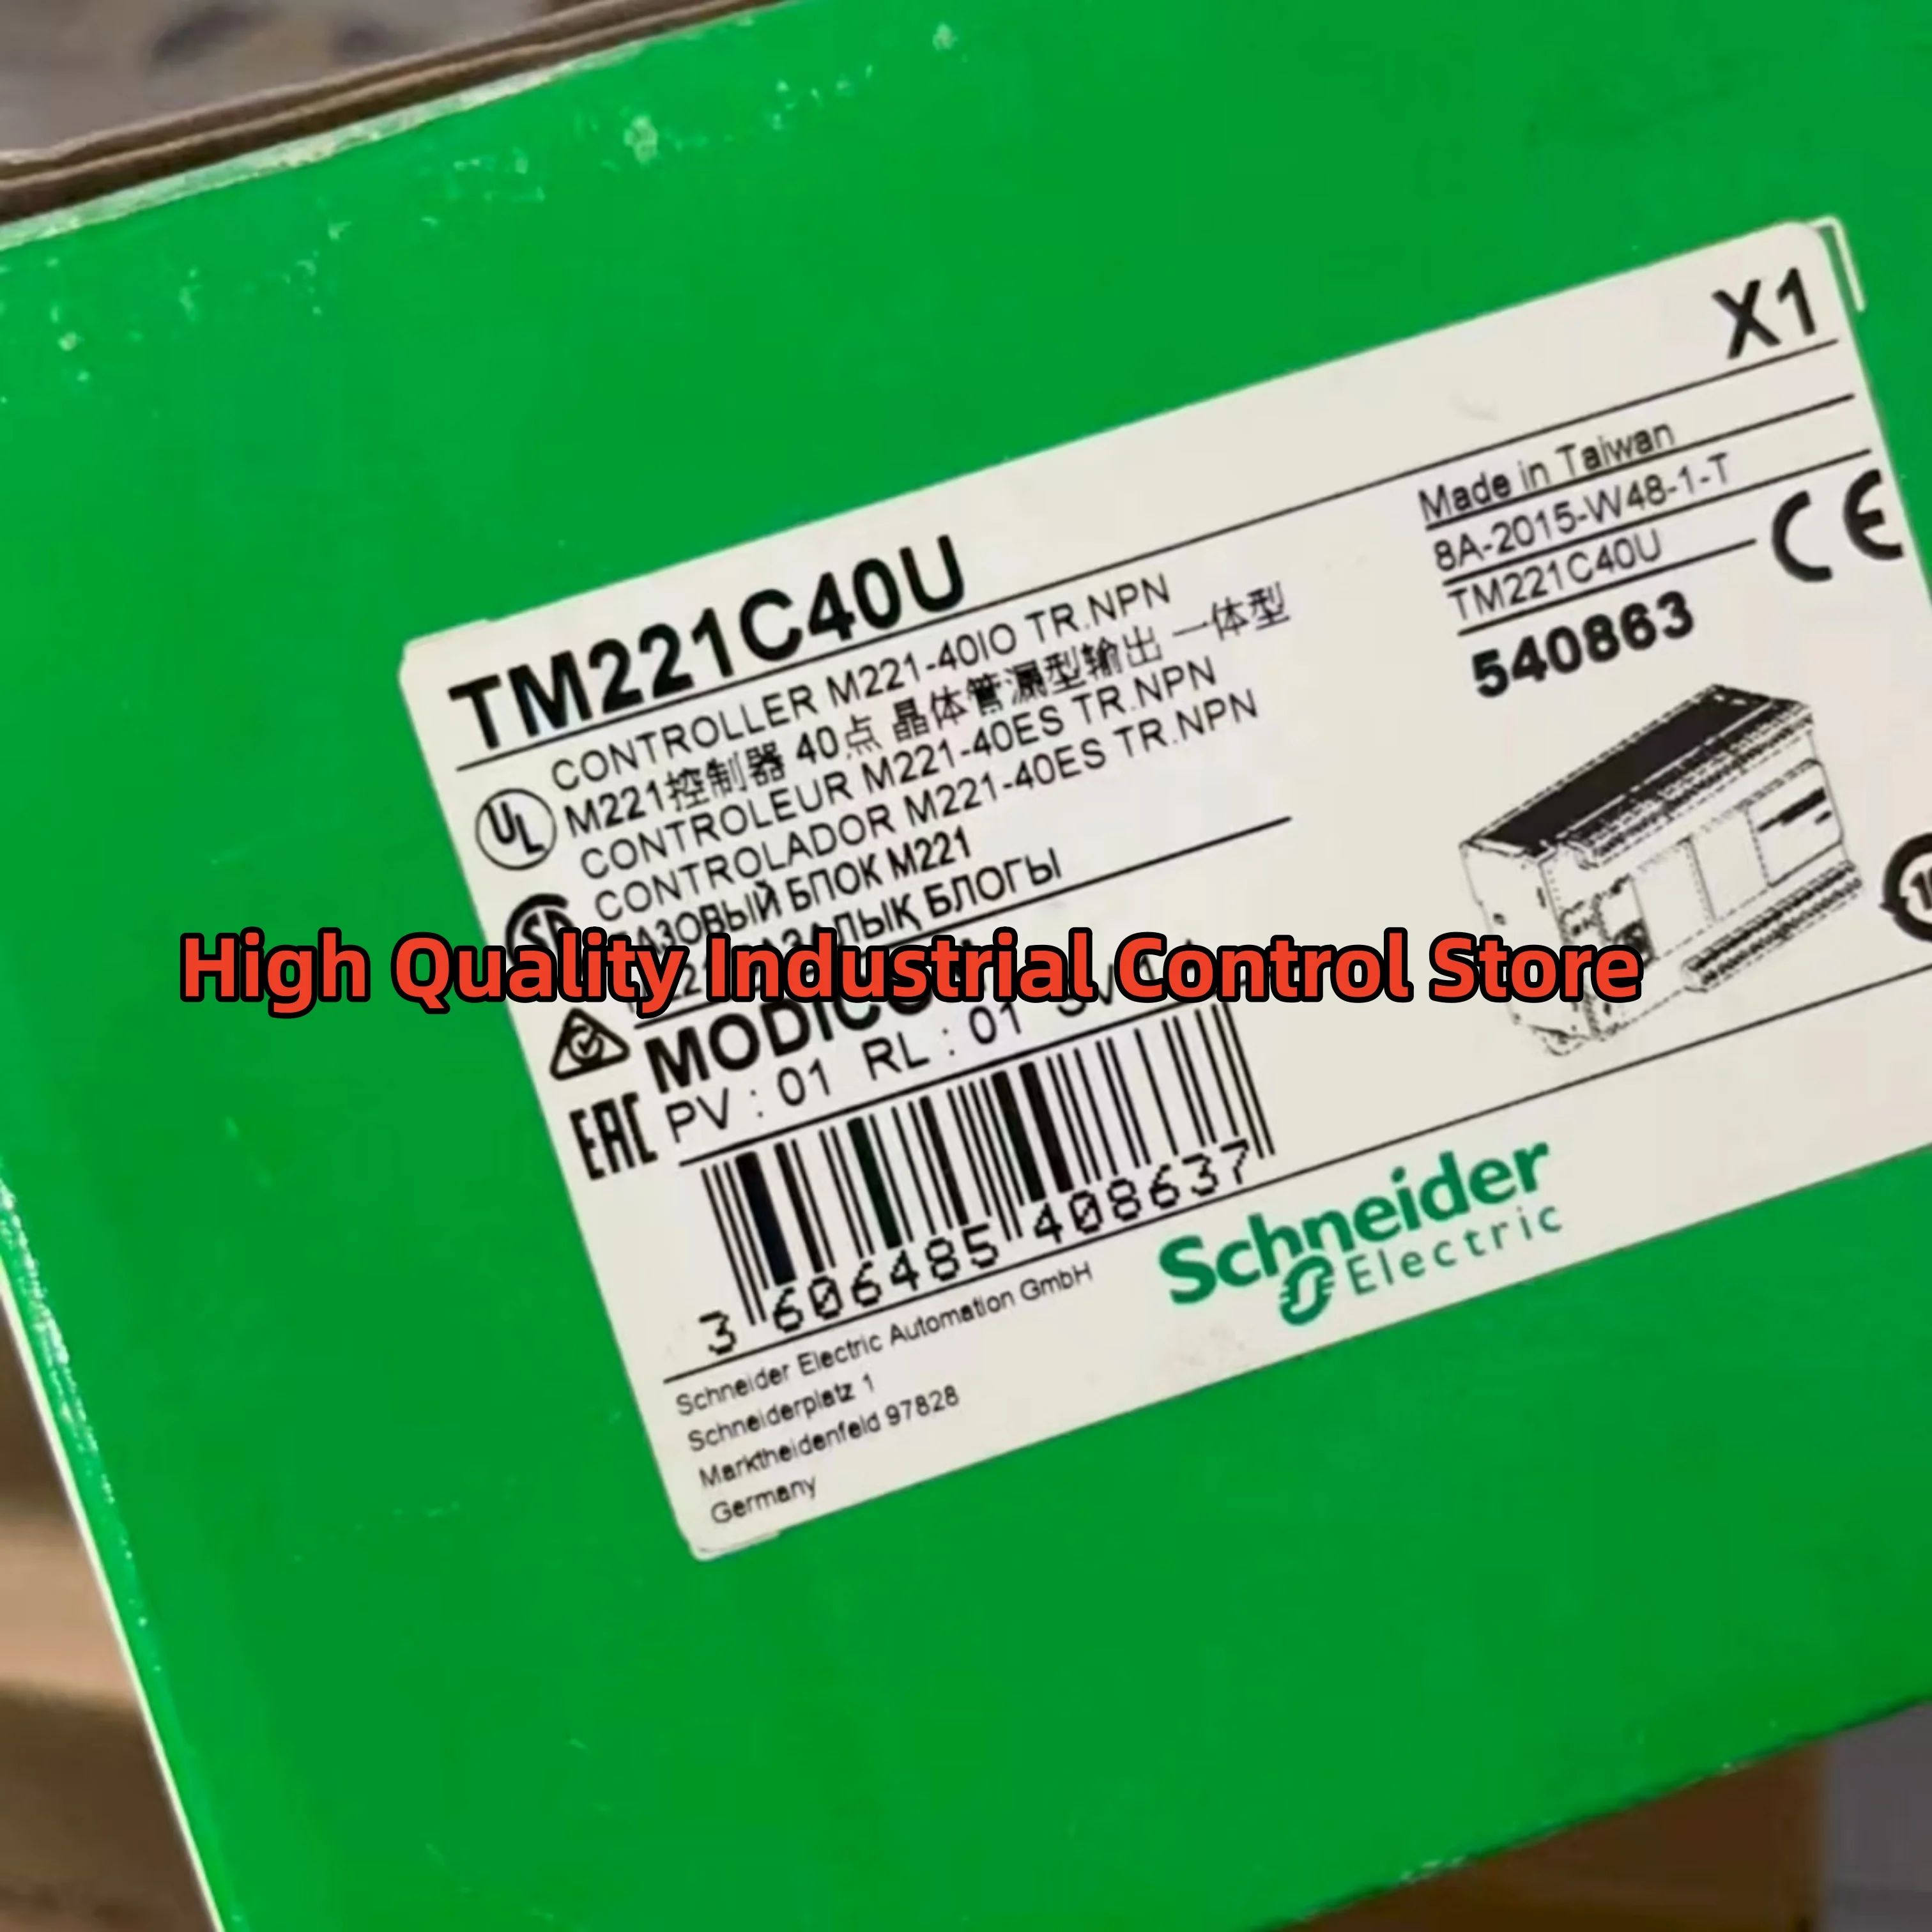 X1
TM221C40U
CONTROLLER M221-40IO TR.NPN
M221控制器 40点 晶体管漏型输出 一体型
CONTROLEUR M221-40ES TR.NPN
CONTROLADOR M221-40ES TR.NPN
БЛОК M221
БЛОГЫ
Made in Taiwan
8A-2015-W48-1-T
TM221C40U
540863
CE
UL
High Quality Industrial Control Store
PV : 01 RL : 01
EAC
3 606485 408637
Schneider Electric Automation GmbH
Schneiderplatz 1
Marktheidenfeld 97828
Germany
Schneider
Electric